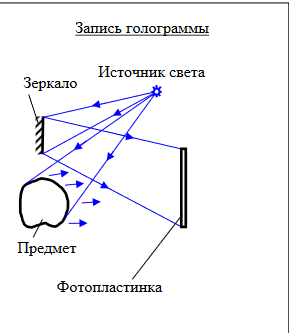 Запись голограммы
Источник света
Зеркало
Предмет
Фотопластинка